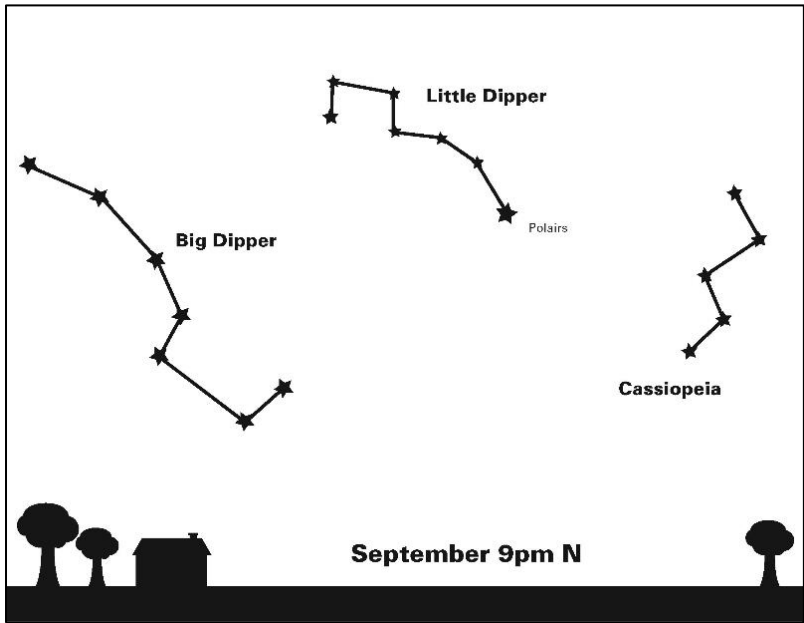 Little Dipper
Polairs
Big Dipper
Cassiopeia
September 9pm N